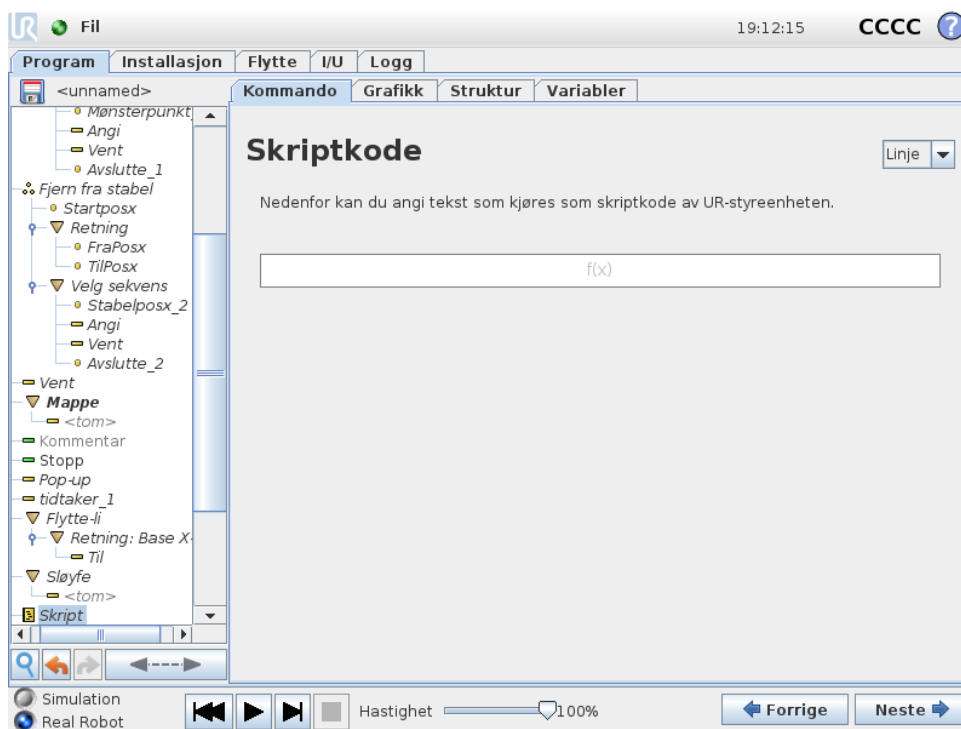 UR Fil 19:12:15 CCCC ?
Program Installasjon Flytte I/U Logg
<unnamed> Kommando Grafikk Struktur Variabler
Mønsterpunkt
Angi
Vent
Avslutte_1
Fjern fra stabel
Startposx
Retning
FraPosx
TilPosx
Velg sekvens
Stabelposx_2
Angi
Vent
Avslutte_2
Vent
Mappe
<tom>
Kommentar
Stopp
Pop-up
tidtaker_1
Flytte-li
Retning: Base X-
Til
Sløyfe
<tom>
Skript
Skriptkode
Linje
Nedenfor kan du angi tekst som kjøres som skriptkode av UR-styreenheten.
f(x)
Simulation
Real Robot
Hastighet 100%
Forrige Neste